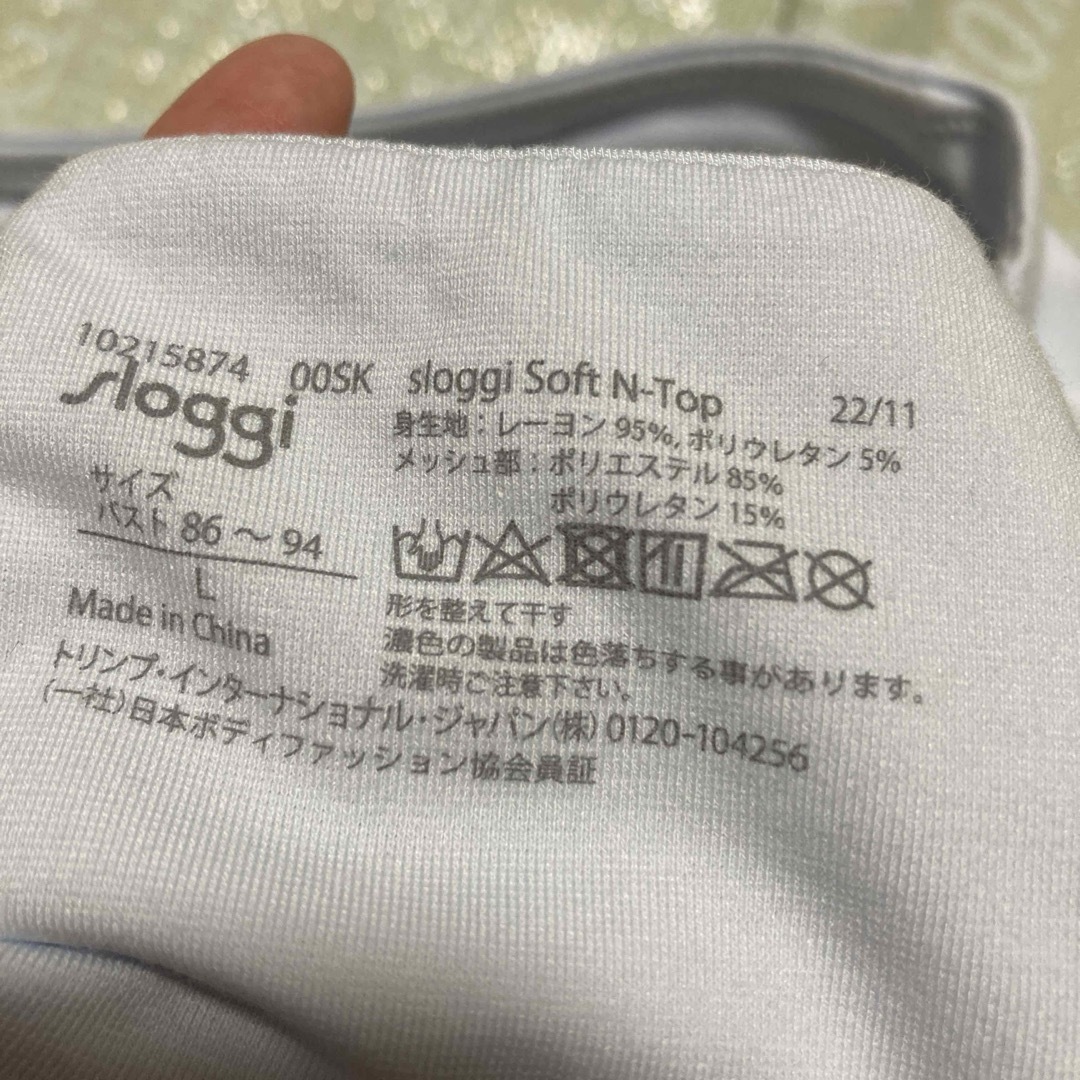 10215874 00SK sloggi Soft N-Top 22/11
sloggi
身生地：レーヨン 95%, ポリウレタン 5%
メッシュ部：ポリエステル 85%
ポリウレタン 15%
サイズ
バスト 86 〜 94
L
Made in China
形を整えて干す
濃色の製品は色落ちする事があります。
洗濯時ご注意下さい。
トリンプ・インターナショナル・ジャパン(株) 0120-104256
(一社)日本ボディファッション協会員証